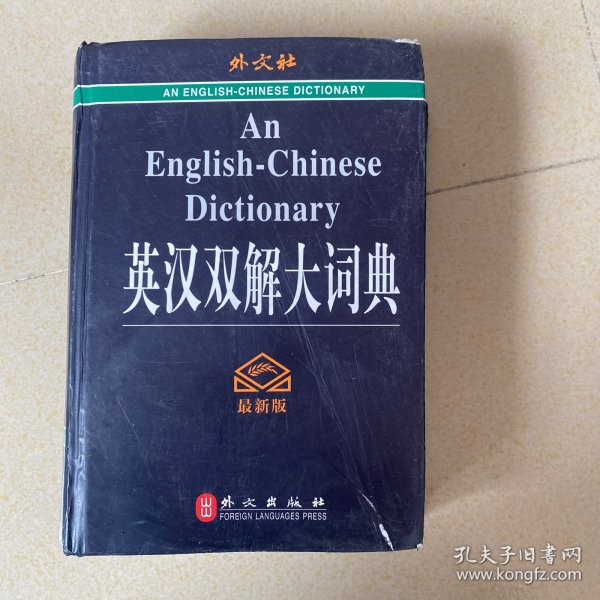 外文社
AN ENGLISH-CHINESE DICTIONARY
An
English-Chinese
Dictionary
英汉双解大词典
最新版
外文出版社
FOREIGN LANGUAGES PRESS
孔夫子旧书网
www.kongfz.com